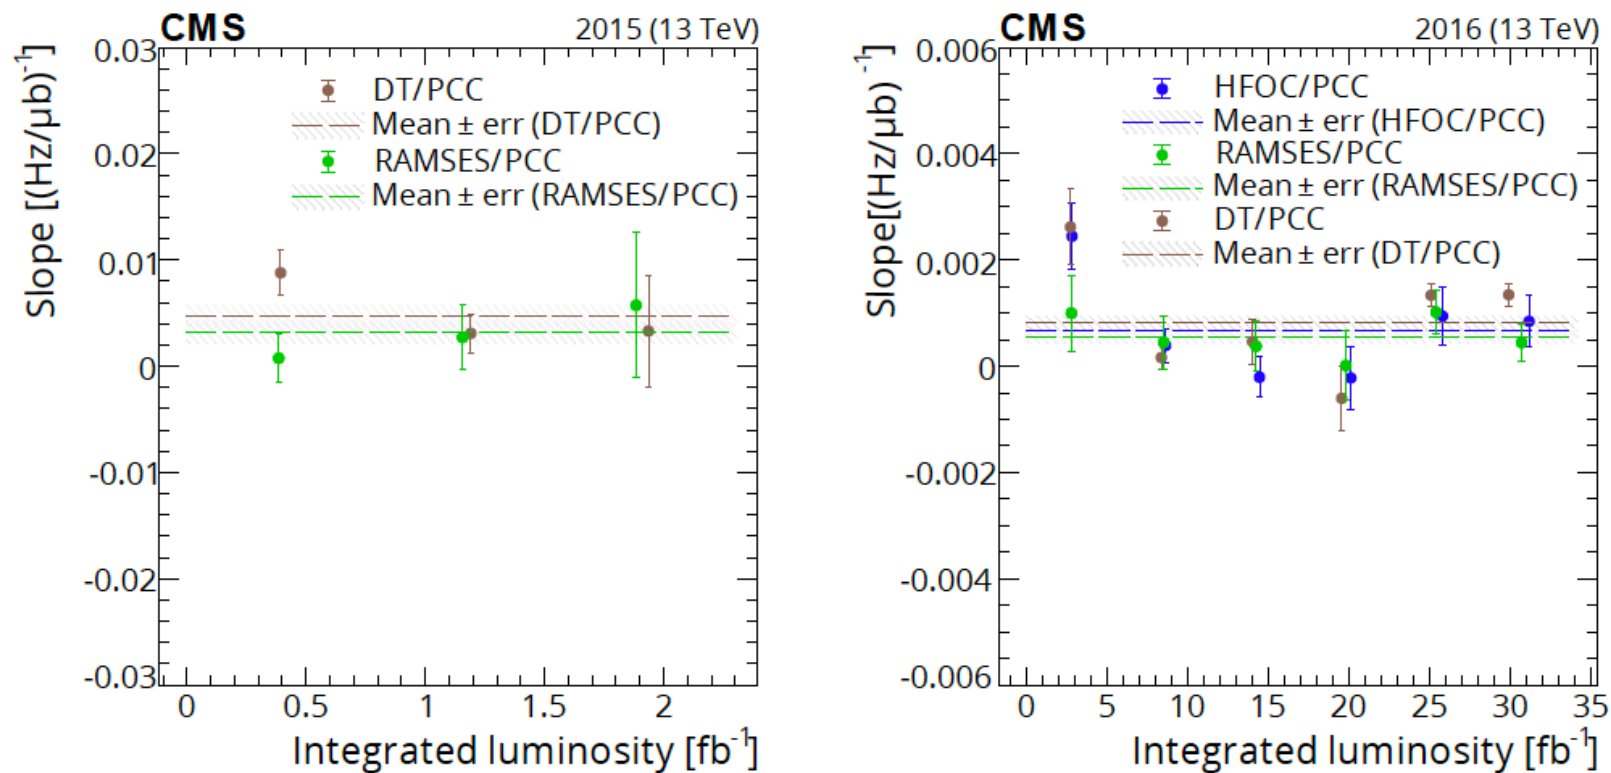 CMS
2015 (13 TeV)
Slope [(Hz/μb)⁻¹]
0.03
0.02
0.01
0
-0.01
-0.02
-0.03
DT/PCC
Mean ± err (DT/PCC)
RAMSES/PCC
Mean ± err (RAMSES/PCC)
0 0.5 1 1.5 2
Integrated luminosity [fb⁻¹]
CMS
2016 (13 TeV)
Slope[(Hz/μb)⁻¹]
0.006
0.004
0.002
0
-0.002
-0.004
-0.006
HFOC/PCC
Mean ± err (HFOC/PCC)
RAMSES/PCC
Mean ± err (RAMSES/PCC)
DT/PCC
Mean ± err (DT/PCC)
0 5 10 15 20 25 30 35
Integrated luminosity [fb⁻¹]